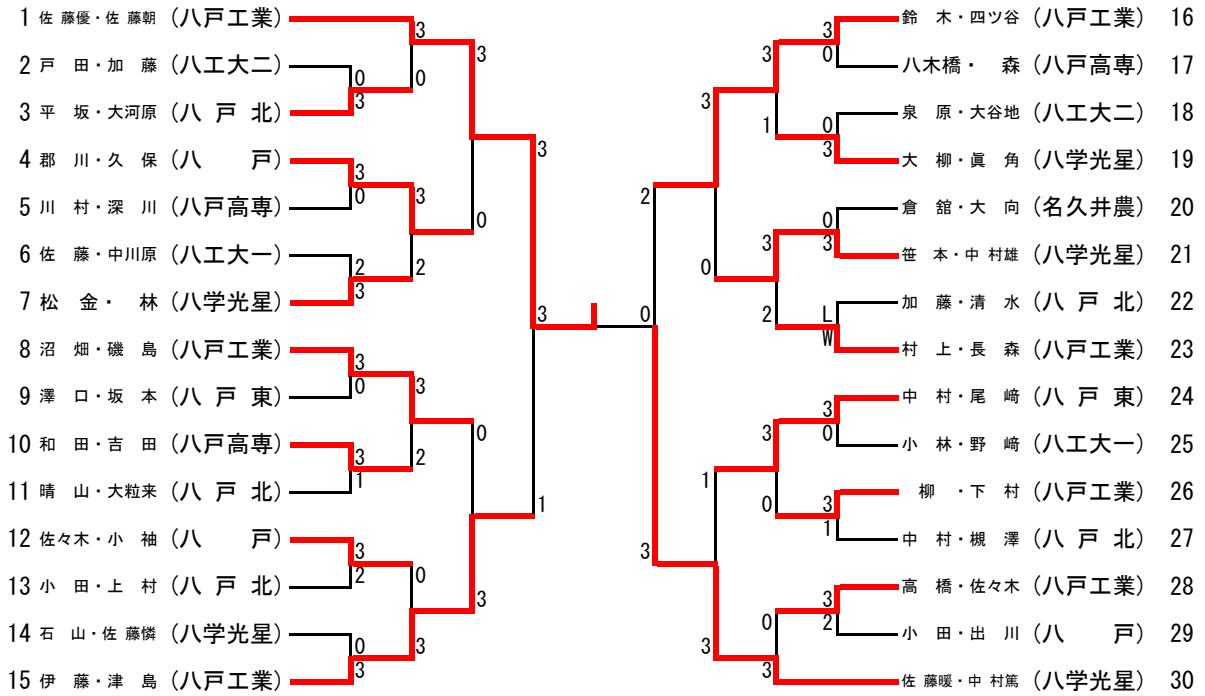 1 佐 藤優・佐 藤朝 (八戸工業)
2 戸 田・加 藤 (八工大二)
3 平 坂・大河原 (八 戸 北)
4 郡 川・久 保 (八 戸)
5 川 村・深 川 (八戸高専)
6 佐 藤・中川原 (八工大一)
7 松 金・ 林 (八学光星)
8 沼 畑・磯 島 (八戸工業)
9 澤 口・坂 本 (八 戸 東)
10 和 田・吉 田 (八戸高専)
11 晴 山・大粒来 (八 戸 北)
12 佐々木・小 袖 (八 戸)
13 小 田・上 村 (八 戸 北)
14 石 山・佐 藤憐 (八学光星)
15 伊 藤・津 島 (八戸工業)
3
0
3
0
3
0
2
3
3
0
3
1
3
2
0
3
3
0
3
2
3
2
0
3
3
0
0
3
3
1
3
0
2
3
3
0
1
3
3
1
3
2
0
3
0
3
3
0
0
3
0
3
L
W
3
0
3
1
3
2
鈴 木・四ツ谷 (八戸工業) 16
八木橋・ 森 (八戸高専) 17
泉 原・大谷地 (八工大二) 18
大 柳・眞 角 (八学光星) 19
倉 舘・大 向 (名久井農) 20
笹 本・中 村雄 (八学光星) 21
加 藤・清 水 (八 戸 北) 22
村 上・長 森 (八戸工業) 23
中 村・尾 﨑 (八 戸 東) 24
小 林・野 﨑 (八工大一) 25
柳 ・下 村 (八戸工業) 26
中 村・槻 澤 (八 戸 北) 27
高 橋・佐々木 (八戸工業) 28
小 田・出 川 (八 戸) 29
佐 藤暖・中 村篤 (八学光星) 30